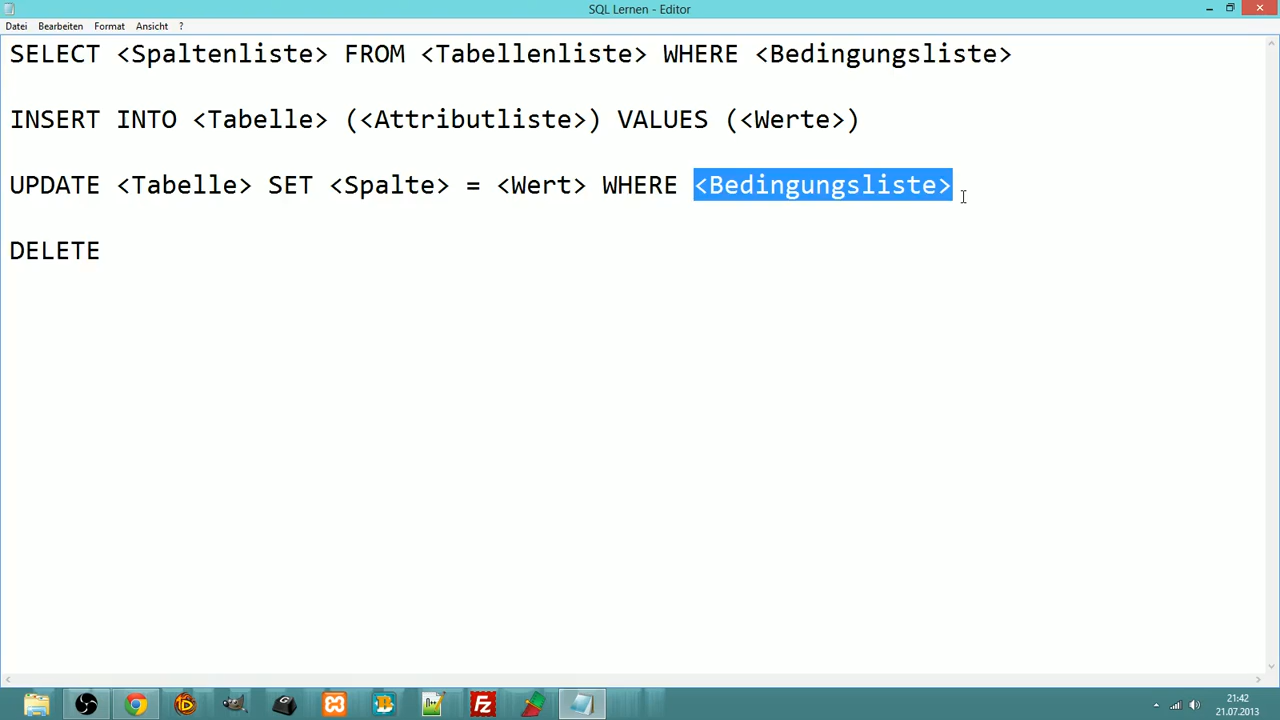 SQL Lernen - Editor
Datei Bearbeiten Format Ansicht ?
SELECT <Spaltenliste> FROM <Tabellenliste> WHERE <Bedingungsliste>
INSERT INTO <Tabelle> (<Attributliste>) VALUES (<Werte>)
UPDATE <Tabelle> SET <Spalte> = <Wert> WHERE <Bedingungsliste>
DELETE
21:42
21.07.2013